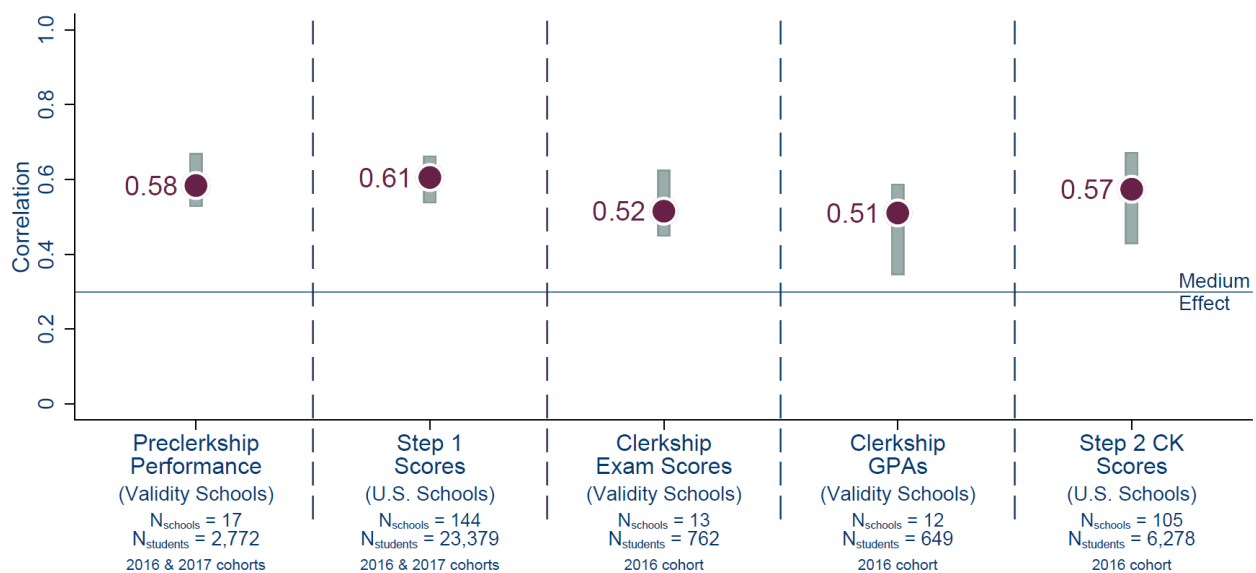 Correlation
1.0
0.8
0.6
0.4
0.2
0
0.58
0.61
0.52
0.51
0.57
Medium
Effect
Preclerkship
Performance
(Validity Schools)
Nschools = 17
Nstudents = 2,772
2016 & 2017 cohorts
Step 1
Scores
(U.S. Schools)
Nschools = 144
Nstudents = 23,379
2016 & 2017 cohorts
Clerkship
Exam Scores
(Validity Schools)
Nschools = 13
Nstudents = 762
2016 cohort
Clerkship
GPAs
(Validity Schools)
Nschools = 12
Nstudents = 649
2016 cohort
Step 2 CK
Scores
(U.S. Schools)
Nschools = 105
Nstudents = 6,278
2016 cohort